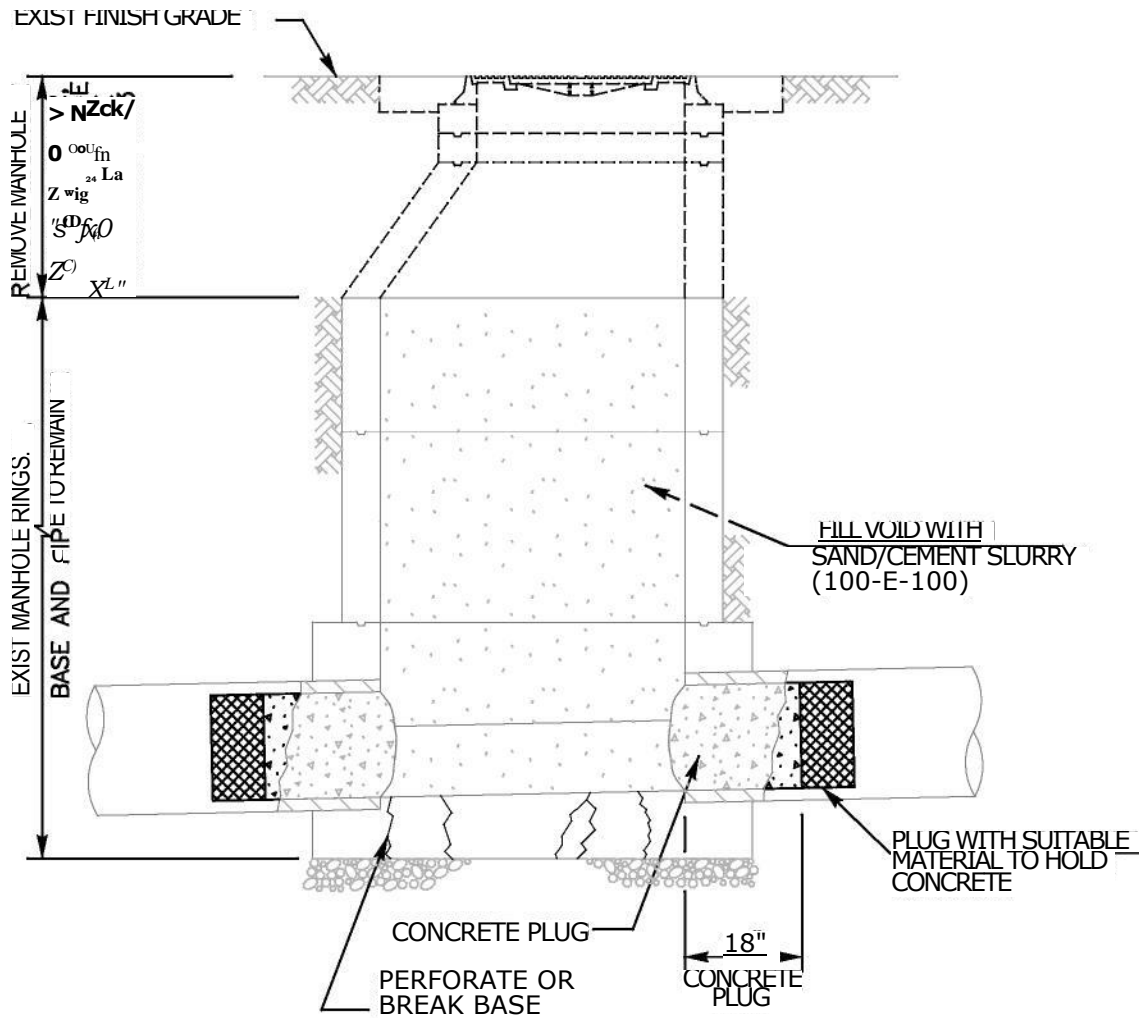 EXIST FINISH GRADE
REMOVE MANHOLE
EXIST MANHOLE RINGS.
BASE AND PIPE TO REMAIN
FILL VOID WITH
SAND/CEMENT SLURRY
(100-E-100)
PLUG WITH SUITABLE
MATERIAL TO HOLD
CONCRETE
CONCRETE PLUG
18"
CONCRETE
PLUG
PERFORATE OR
BREAK BASE